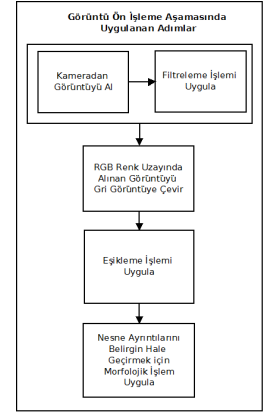 Görüntü Ön İşleme Aşamasında
Uygulanan Adımlar
Kameradan
Görüntüyü Al
Filtreleme İşlemi
Uygula
RGB Renk Uzayında
Alınan Görüntüyü
Gri Görüntüye Çevir
Eşikleme İşlemi
Uygula
Nesne Ayrıntılarını
Belirgin Hale
Geçirmek için
Morfolojik İşlem
Uygula